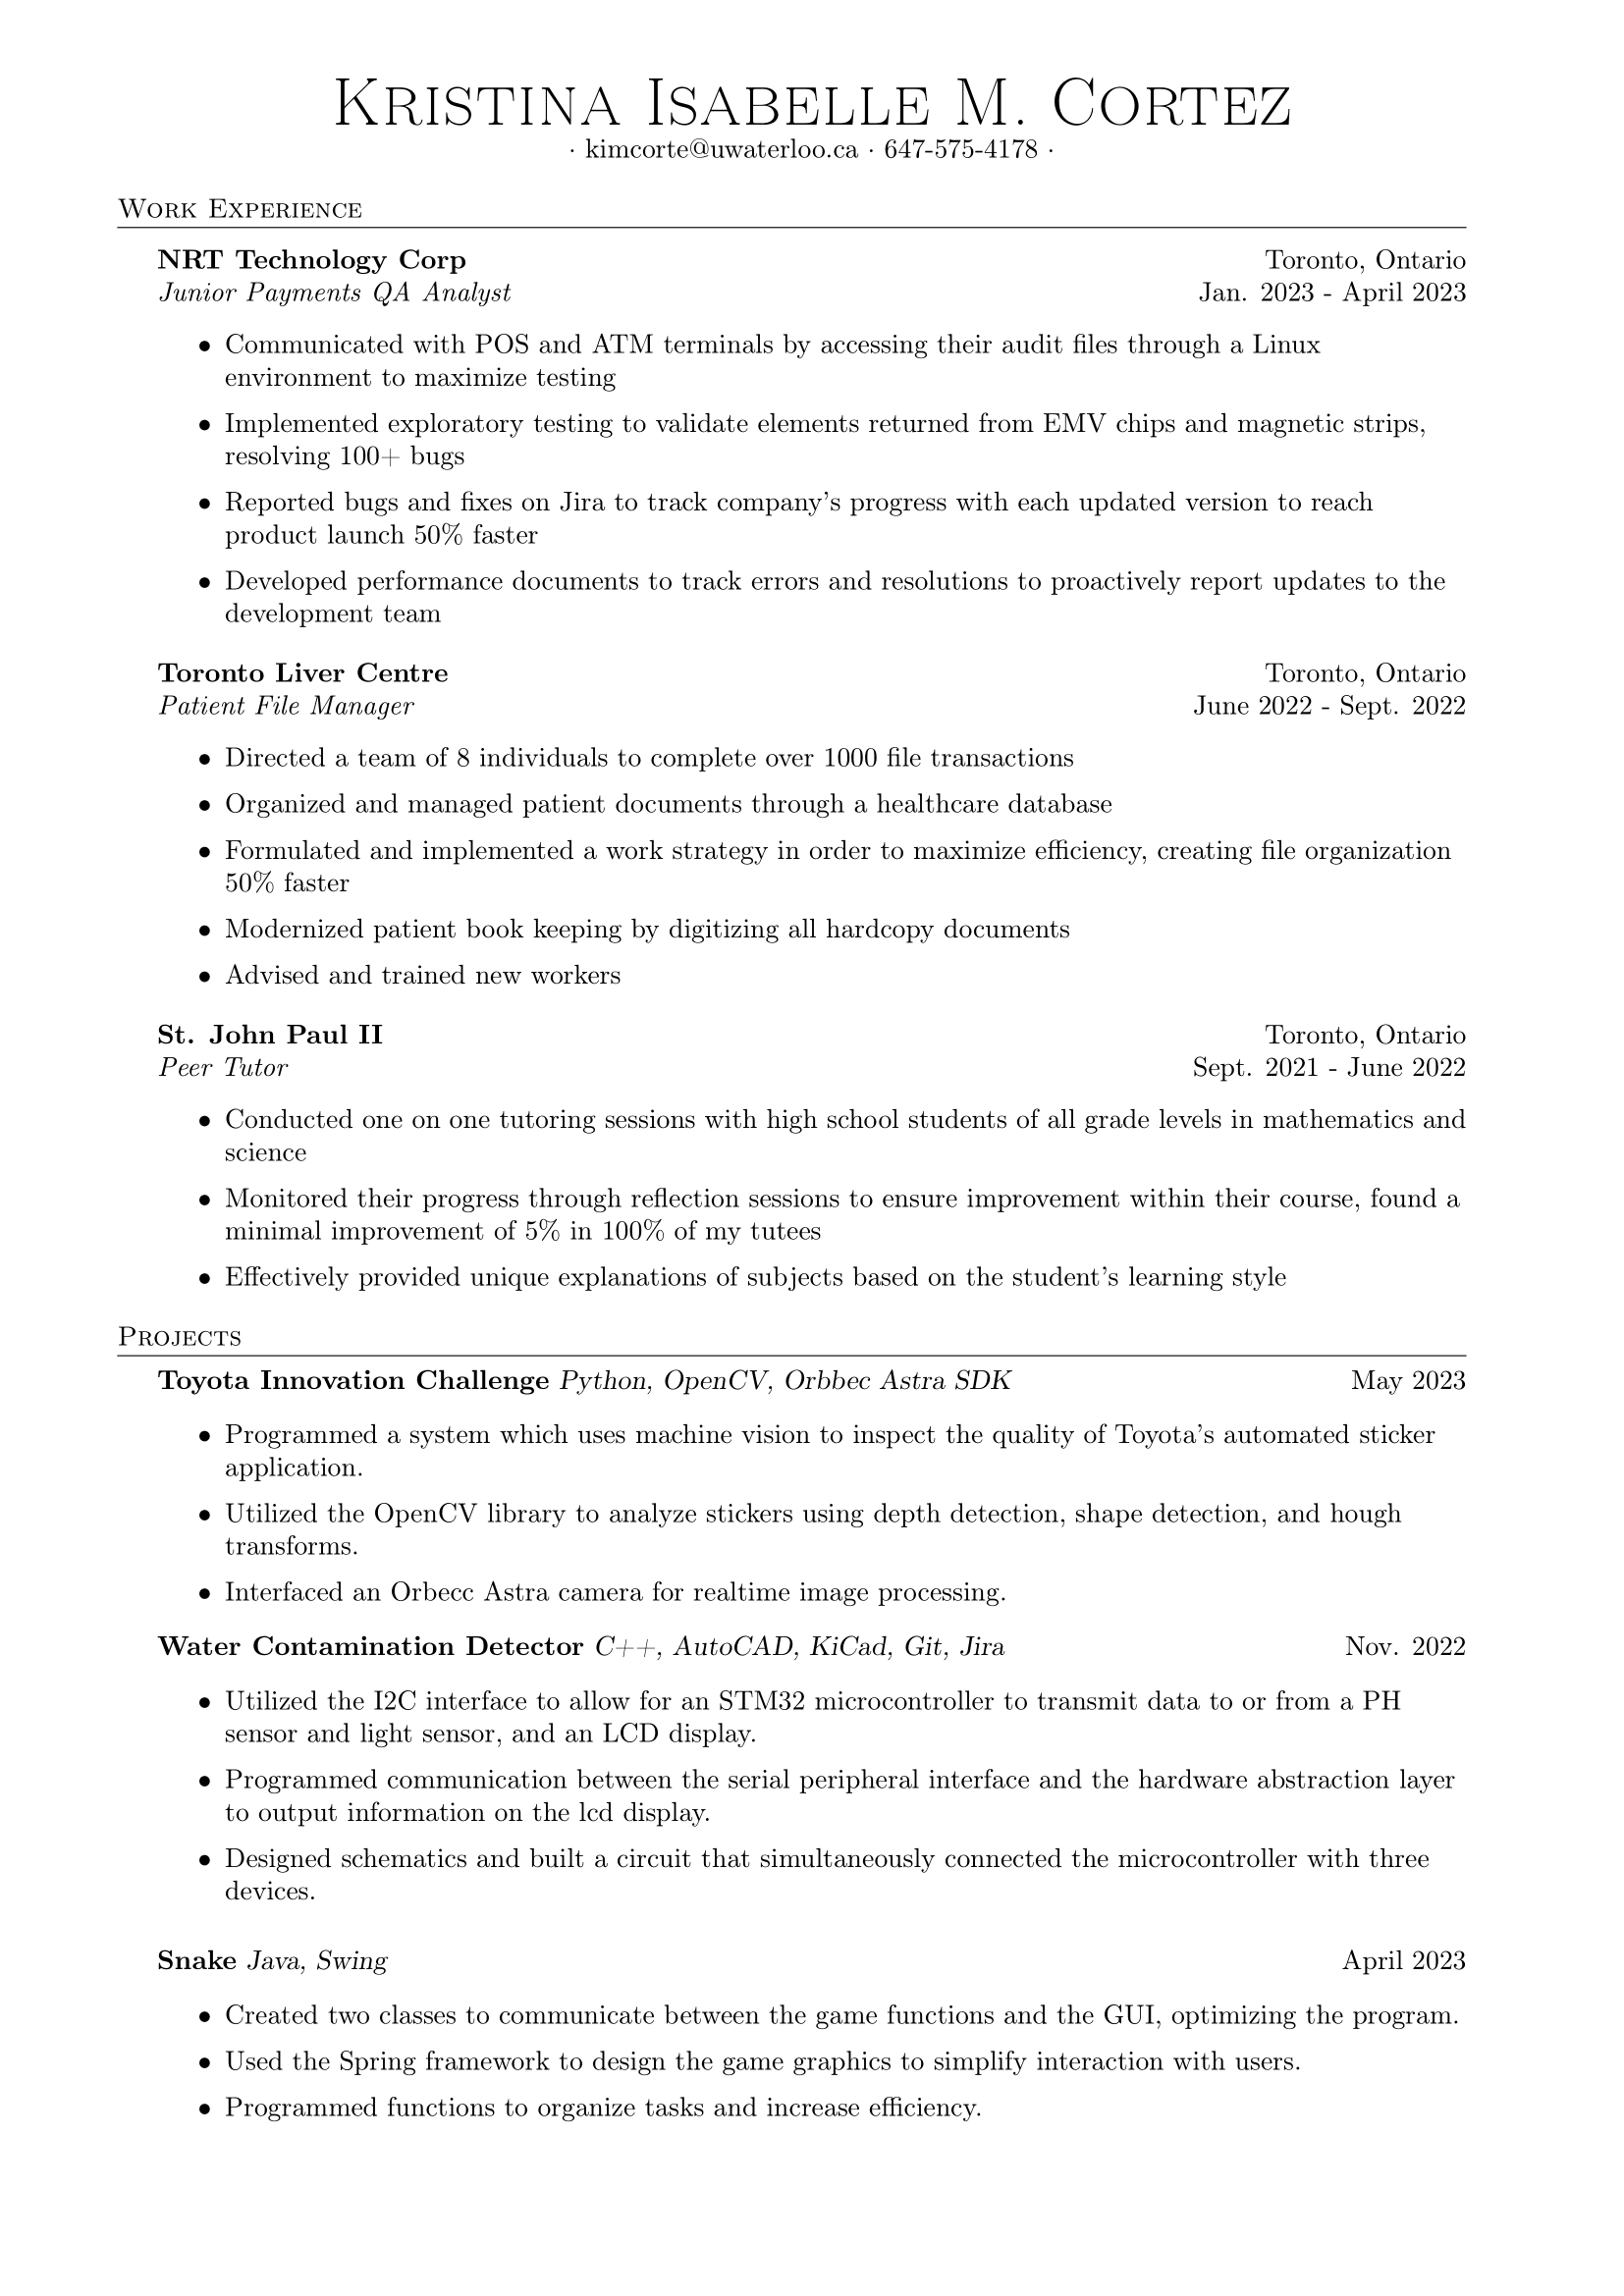 Kristina Isabelle M. Cortez
· kimcorte@uwaterloo.ca · 647-575-4178 ·
Work Experience
NRT Technology Corp Toronto, Ontario
Junior Payments QA Analyst Jan. 2023 - April 2023
• Communicated with POS and ATM terminals by accessing their audit files through a Linux
environment to maximize testing
• Implemented exploratory testing to validate elements returned from EMV chips and magnetic strips,
resolving 100+ bugs
• Reported bugs and fixes on Jira to track company's progress with each updated version to reach
product launch 50% faster
• Developed performance documents to track errors and resolutions to proactively report updates to the
development team
Toronto Liver Centre Toronto, Ontario
Patient File Manager June 2022 - Sept. 2022
• Directed a team of 8 individuals to complete over 1000 file transactions
• Organized and managed patient documents through a healthcare database
• Formulated and implemented a work strategy in order to maximize efficiency, creating file organization
50% faster
• Modernized patient book keeping by digitizing all hardcopy documents
• Advised and trained new workers
St. John Paul II Toronto, Ontario
Peer Tutor Sept. 2021 - June 2022
• Conducted one on one tutoring sessions with high school students of all grade levels in mathematics and
science
• Monitored their progress through reflection sessions to ensure improvement within their course, found a
minimal improvement of 5% in 100% of my tutees
• Effectively provided unique explanations of subjects based on the student's learning style
Projects
Toyota Innovation Challenge Python, OpenCV, Orbbec Astra SDK May 2023
• Programmed a system which uses machine vision to inspect the quality of Toyota's automated sticker
application.
• Utilized the OpenCV library to analyze stickers using depth detection, shape detection, and hough
transforms.
• Interfaced an Orbecc Astra camera for realtime image processing.
Water Contamination Detector C++, AutoCAD, KiCad, Git, Jira Nov. 2022
• Utilized the I2C interface to allow for an STM32 microcontroller to transmit data to or from a PH
sensor and light sensor, and an LCD display.
• Programmed communication between the serial peripheral interface and the hardware abstraction layer
to output information on the lcd display.
• Designed schematics and built a circuit that simultaneously connected the microcontroller with three
devices.
Snake Java, Swing April 2023
• Created two classes to communicate between the game functions and the GUI, optimizing the program.
• Used the Spring framework to design the game graphics to simplify interaction with users.
• Programmed functions to organize tasks and increase efficiency.